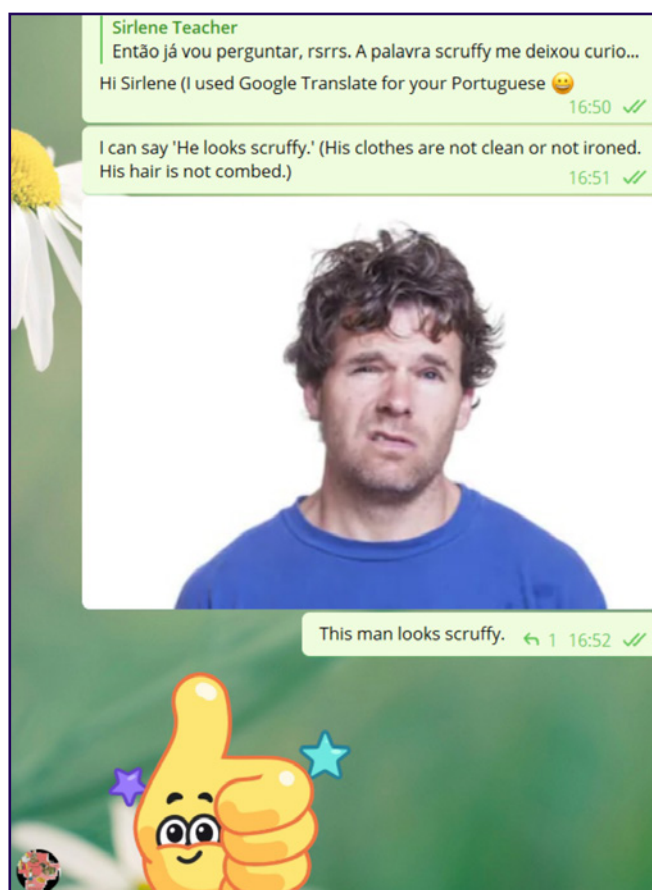 Sirlene Teacher
Então já vou perguntar, rsrrs. A palavra scruffy me deixou curio...
Hi Sirlene (I used Google Translate for your Portuguese 😀
16:50
I can say 'He looks scruffy.' (His clothes are not clean or not ironed.
His hair is not combed.)
16:51
This man looks scruffy. 1 16:52